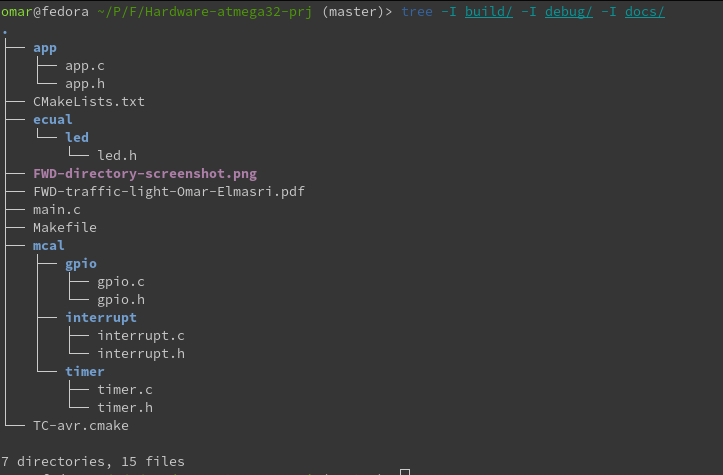 omar@fedora ~/P/F/Hardware-atmega32-prj (master)> tree -I build/ -I debug/ -I docs/
.
├── app
│   ├── app.c
│   └── app.h
├── CMakeLists.txt
├── ecual
│   └── led
│       └── led.h
├── FWD-directory-screenshot.png
├── FWD-traffic-light-Omar-Elmasri.pdf
├── main.c
├── Makefile
├── mcal
│   ├── gpio
│   │   ├── gpio.c
│   │   └── gpio.h
│   ├── interrupt
│   │   ├── interrupt.c
│   │   └── interrupt.h
│   └── timer
│       ├── timer.c
│       └── timer.h
└── TC-avr.cmake

7 directories, 15 files